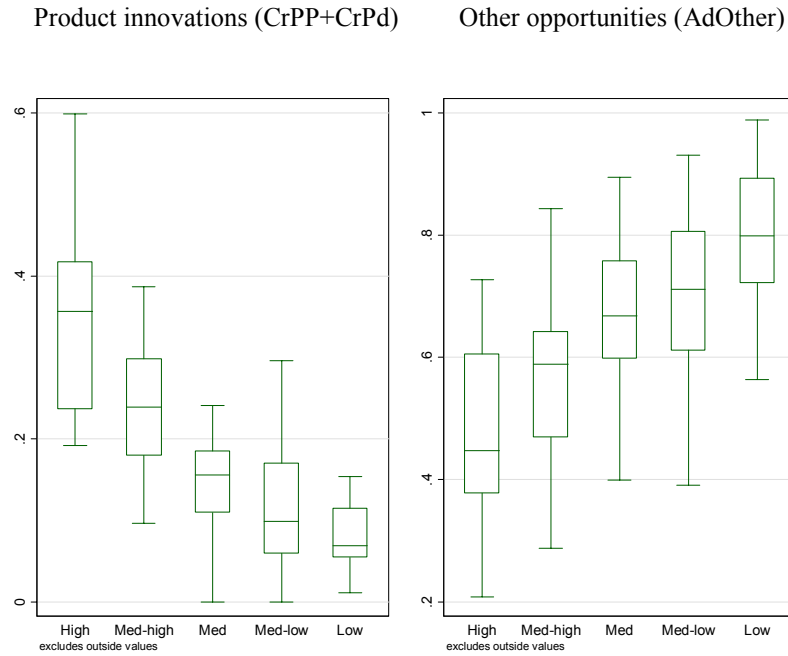 Product innovations (CrPP+CrPd)
Other opportunities (AdOther)
.6
.4
.2
0
High Med-high Med Med-low Low
excludes outside values
1
.8
.6
.4
.2
High Med-high Med Med-low Low
excludes outside values